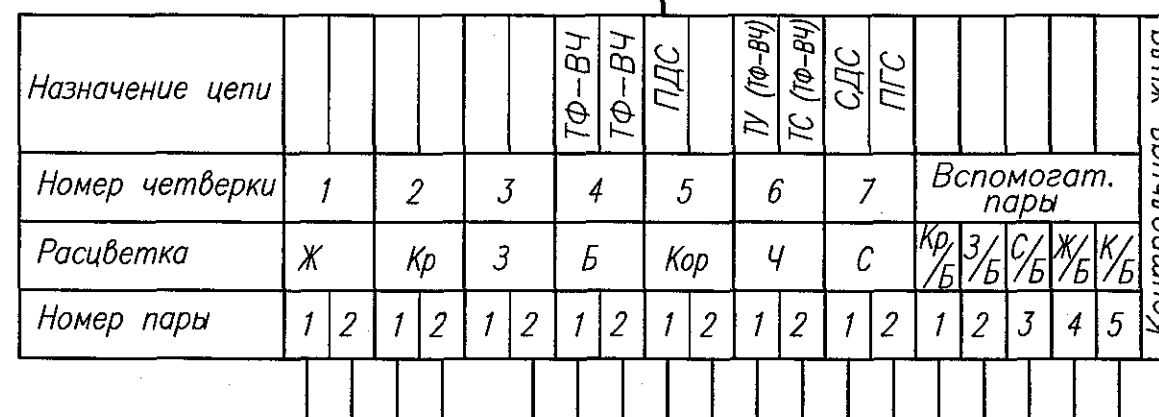 Назначение цепи ТФ-ВЧ ТФ-ВЧ ПДС ТУ (ТФ-ВЧ) ТС (ТФ-ВЧ) СДС ПГС
Номер четверки 1 2 3 4 5 6 7 Вспомогат. пары
Расцветка Ж Кр З Б Кор Ч С Кр/Б З/Б С/Б Ж/Б К/Б
Номер пары 1 2 1 2 1 2 1 2 1 2 1 2 1 2 1 2 3 4 5
Контрольная жила